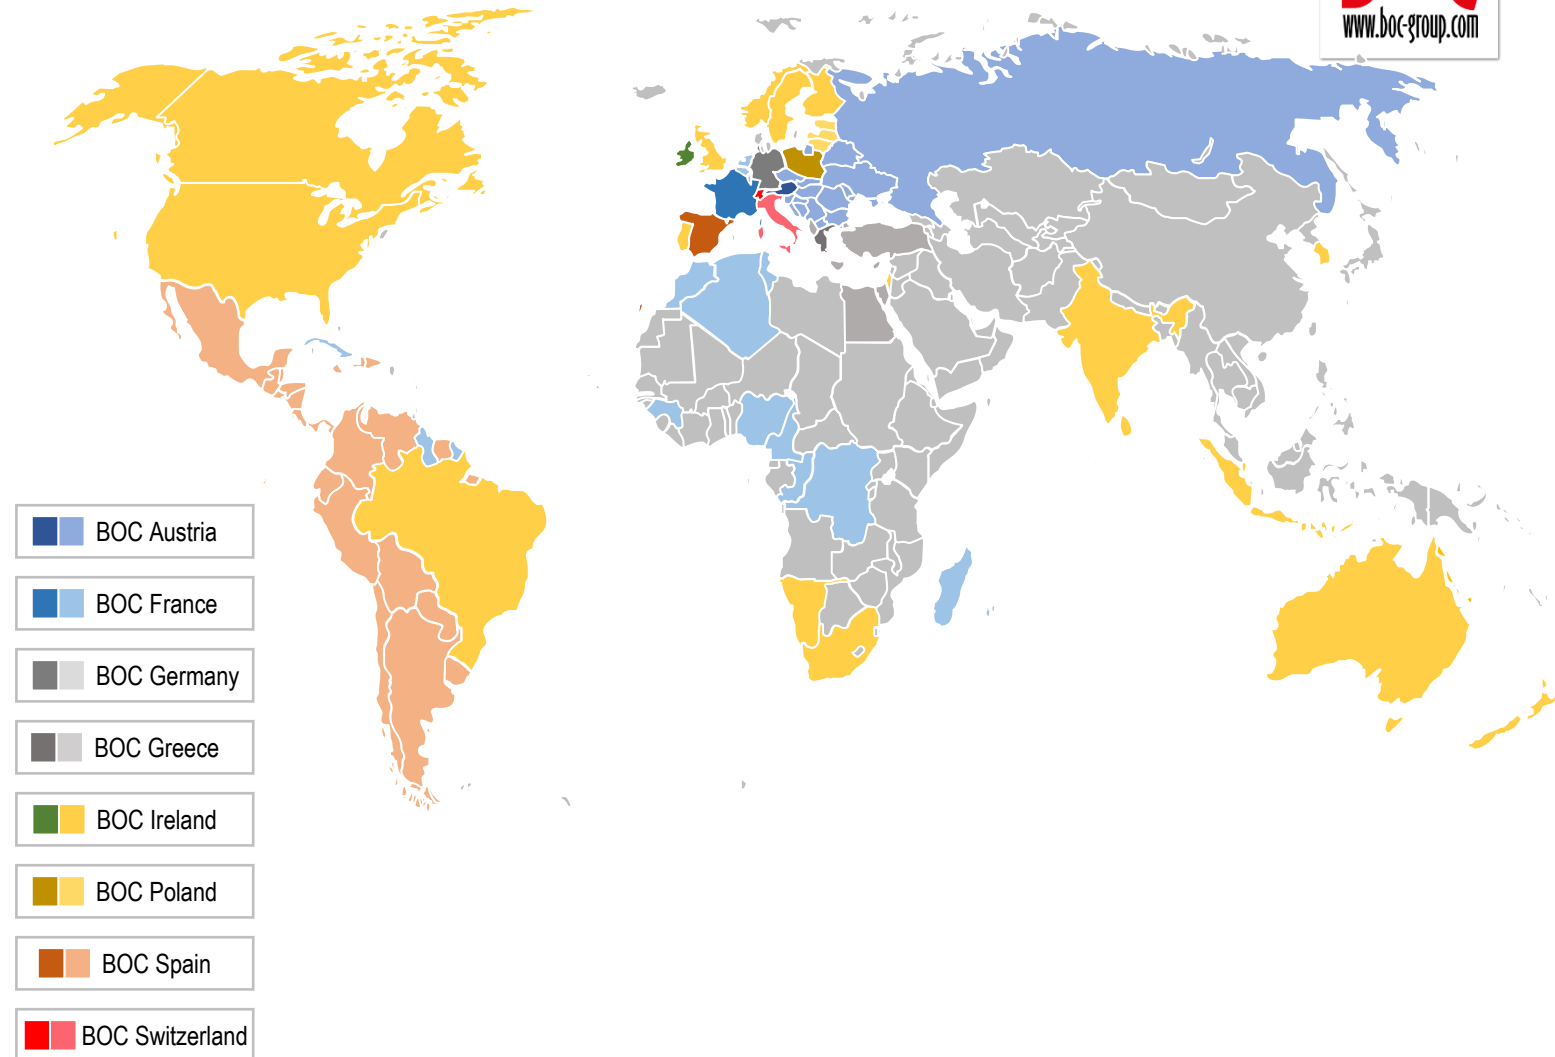 www.boc-group.com
BOC Austria
BOC France
BOC Germany
BOC Greece
BOC Ireland
BOC Poland
BOC Spain
BOC Switzerland